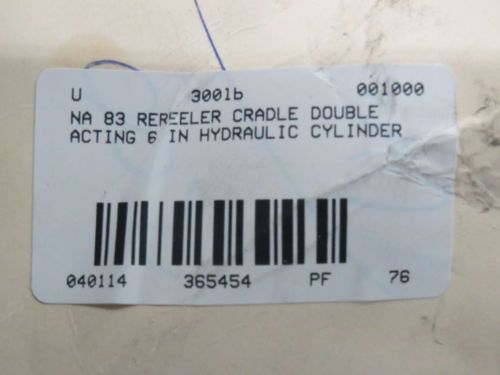 U 3001b 001000
NA 83 REREELER CRADLE DOUBLE
ACTING 6 IN HYDRAULIC CYLINDER
040114 365454 PF 76